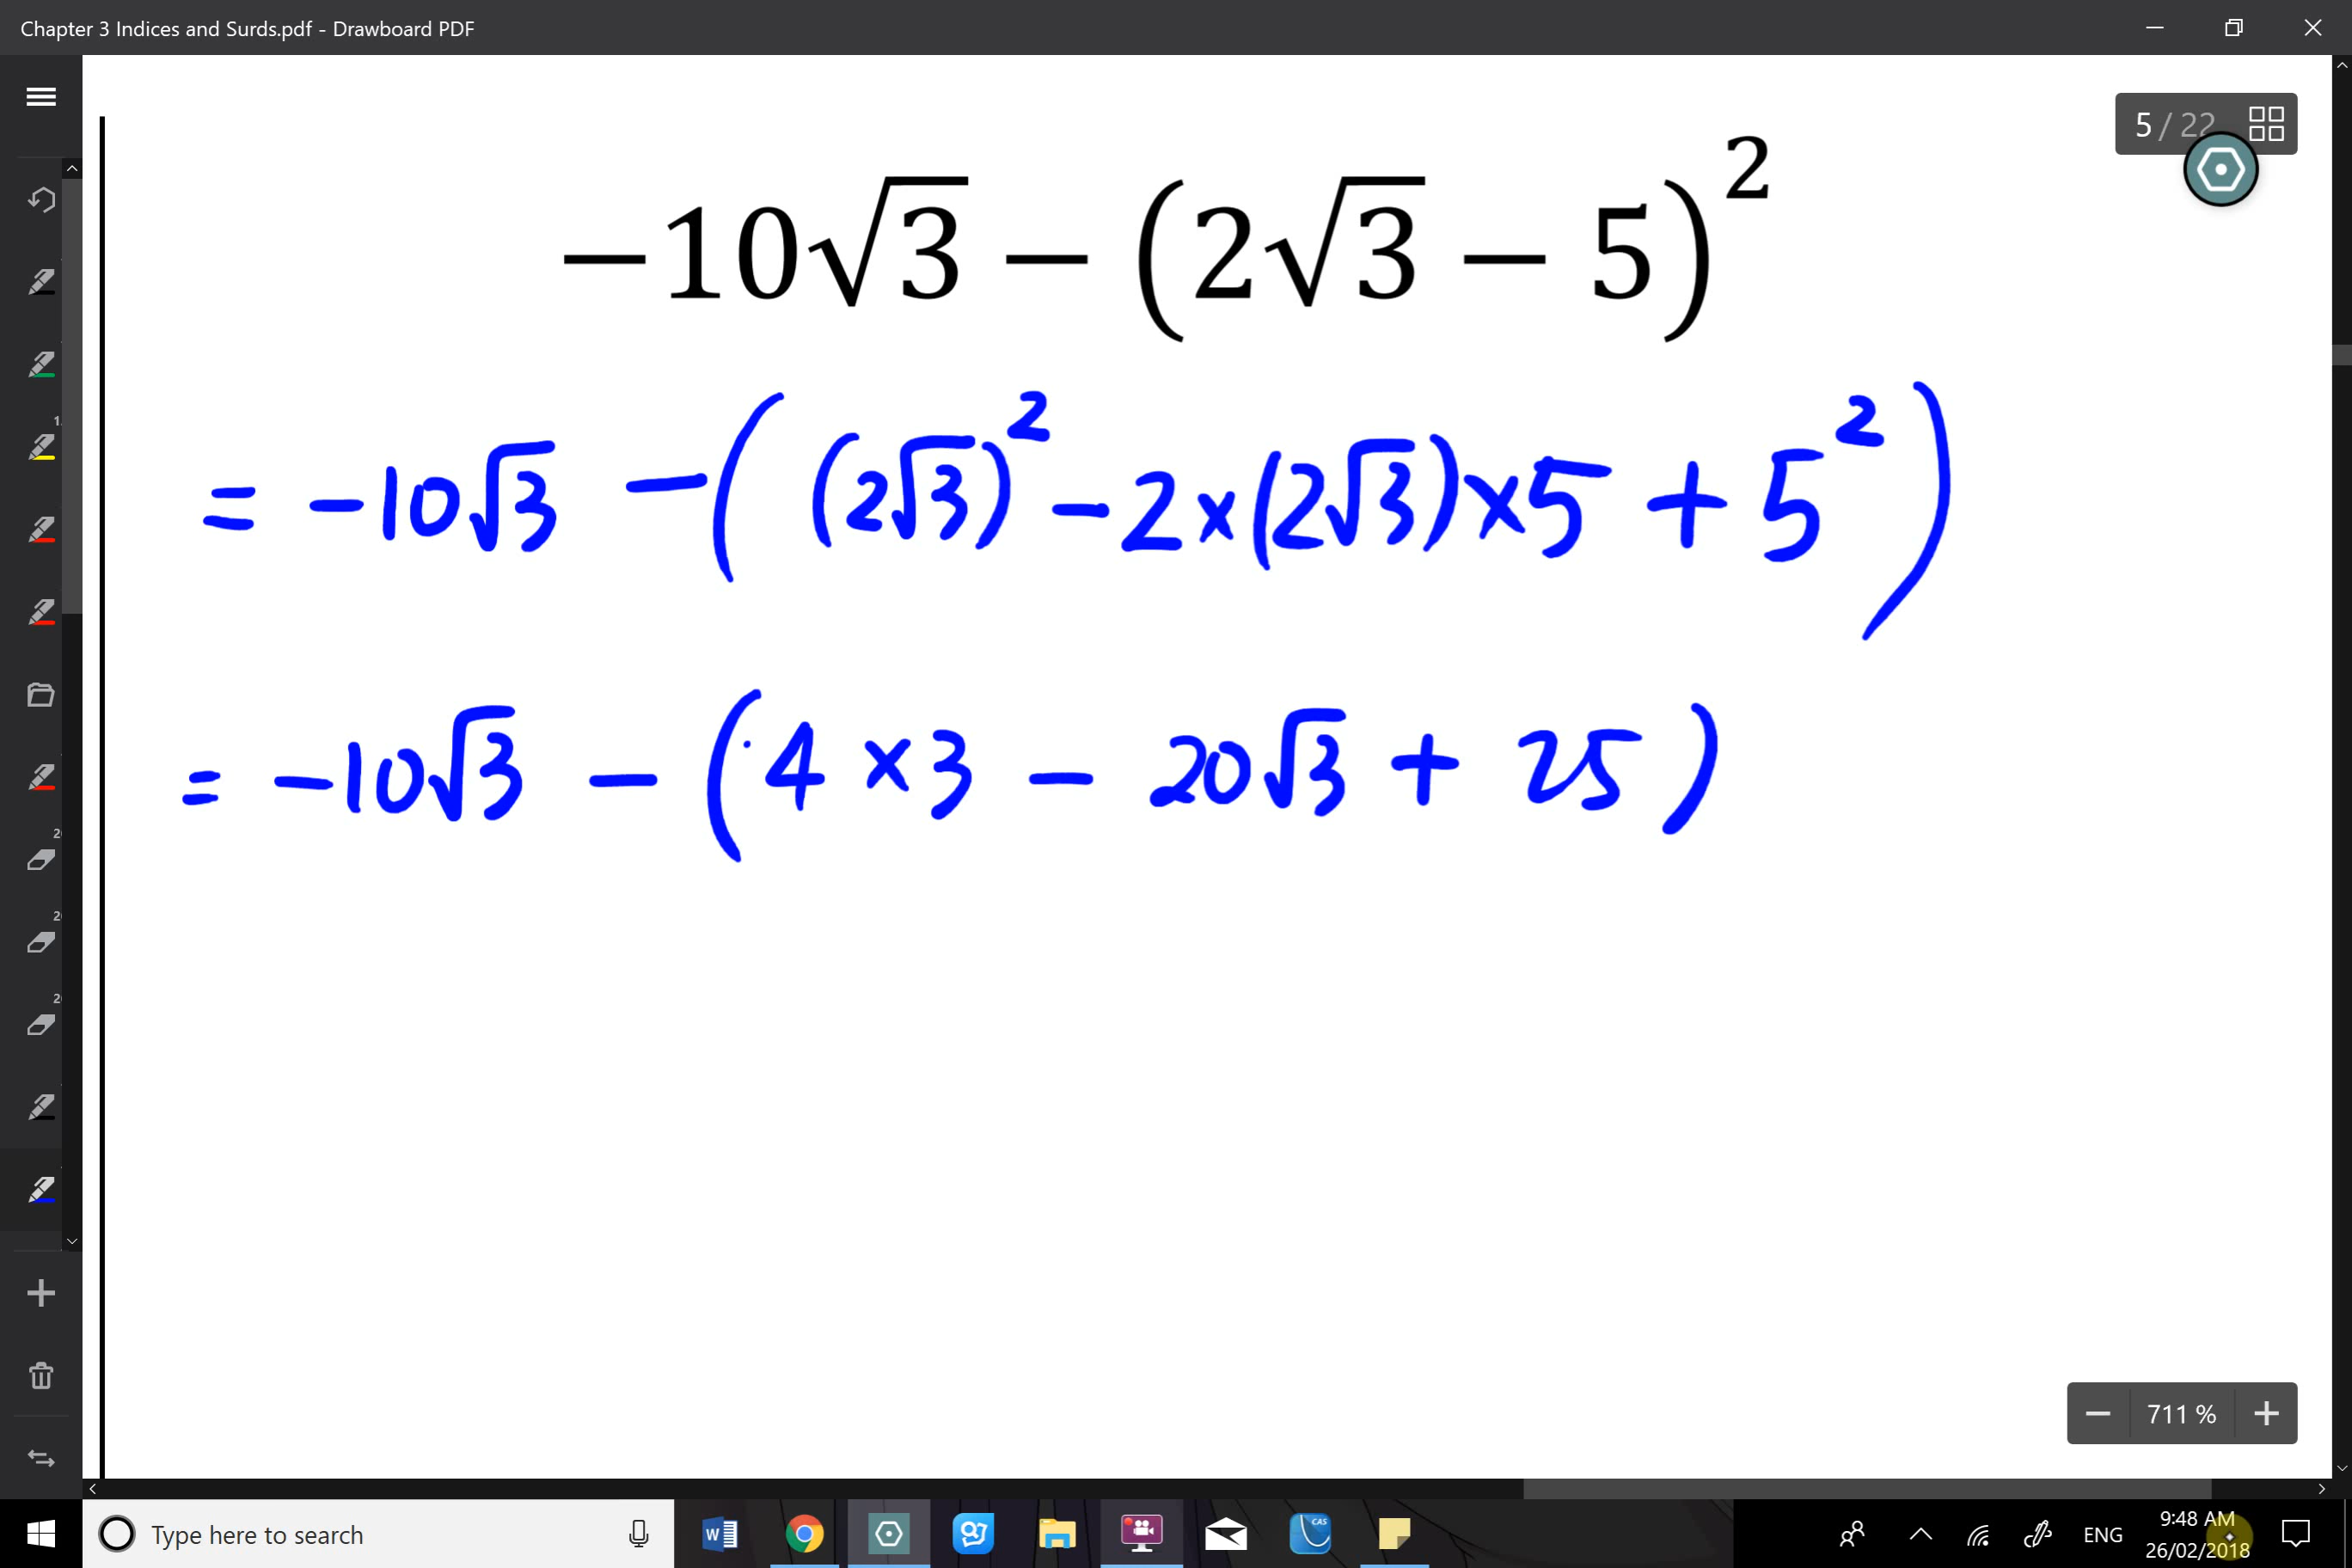 Chapter 3 Indices and Surds.pdf - Drawboard PDF
5 / 22
−10√3 − (2√3 − 5)²
= −10√3 − ( (2√3)² − 2 × (2√3) × 5 + 5² )
= −10√3 − ( 4 × 3 − 20√3 + 25 )
711 %
Type here to search
CAS
ENG
9:48 AM
26/02/2018